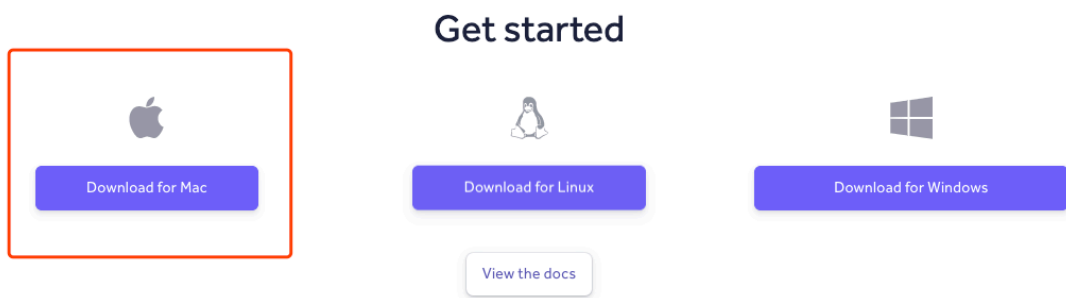 Get started
Download for Mac
Download for Linux
Download for Windows
View the docs